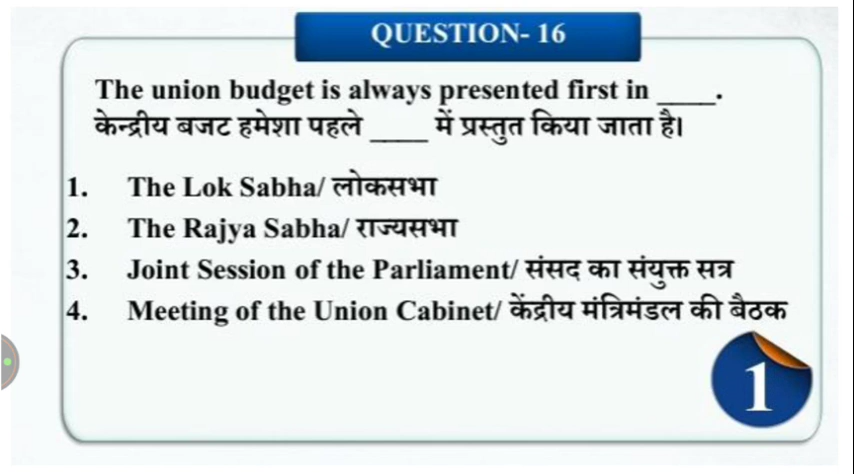 QUESTION- 16
The union budget is always presented first in ____.
केन्द्रीय बजट हमेशा पहले ____ में प्रस्तुत किया जाता है।
1. The Lok Sabha/ लोकसभा
2. The Rajya Sabha/ राज्यसभा
3. Joint Session of the Parliament/ संसद का संयुक्त सत्र
4. Meeting of the Union Cabinet/ केंद्रीय मंत्रिमंडल की बैठक
1